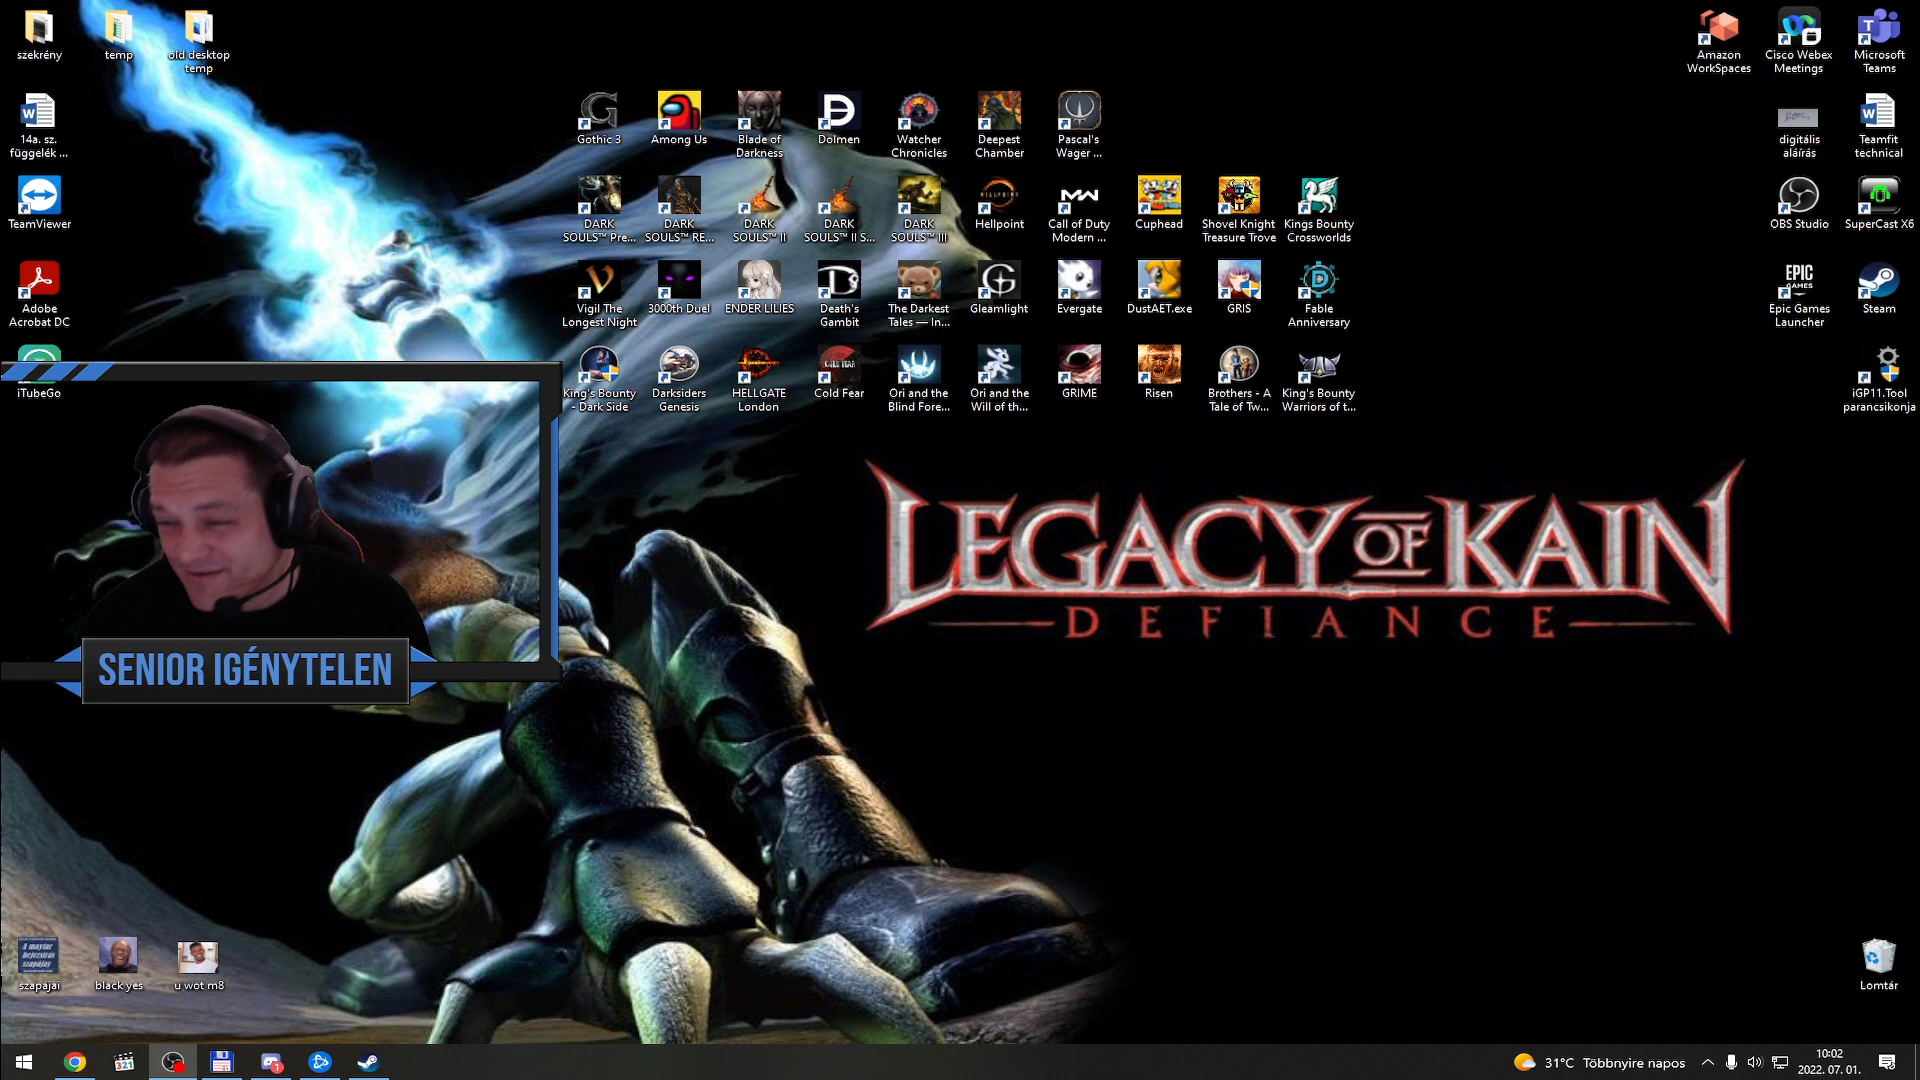 szekrény
temp
old desktop
temp
Amazon
WorkSpaces
Cisco Webex
Meetings
Microsoft
Teams
14a. sz.
függelék ...
Gothic 3
Among Us
Blade of
Darkness
Dolmen
Watcher
Chronicles
Deepest
Chamber
Pascal's
Wager ...
digitális
aláírás
Teamfit
technical
TeamViewer
DARK
SOULS™ Pre...
DARK
SOULS™ RE...
DARK
SOULS™ II
DARK
SOULS™ II S...
DARK
SOULS™ III
Hellpoint
Call of Duty
Modern ...
Cuphead
Shovel Knight
Treasure Trove
Kings Bounty
Crossworlds
OBS Studio
SuperCast X6
Adobe
Acrobat DC
Vigil The
Longest Night
3000th Duel
ENDER LILIES
Death's
Gambit
The Darkest
Tales — In...
Gleamlight
Evergate
DustAET.exe
GRIS
Fable
Anniversary
EPIC
GAMES
Epic Games
Launcher
Steam
iTubeGo
King's Bounty
- Dark Side
Darksiders
Genesis
HELLGATE
London
COLD FEAR
Cold Fear
Ori and the
Blind Fore...
Ori and the
Will of th...
GRIME
Risen
Brothers - A
Tale of Tw...
King's Bounty
Warriors of t...
iGP11.Tool
parancsikonja
LEGACY OF KAIN
DEFIANCE
SENIOR IGÉNYTELEN
szapájai
black yes
u wot m8
Lomtár
321
1
31°C Többnyire napos
10:02
2022. 07. 01.